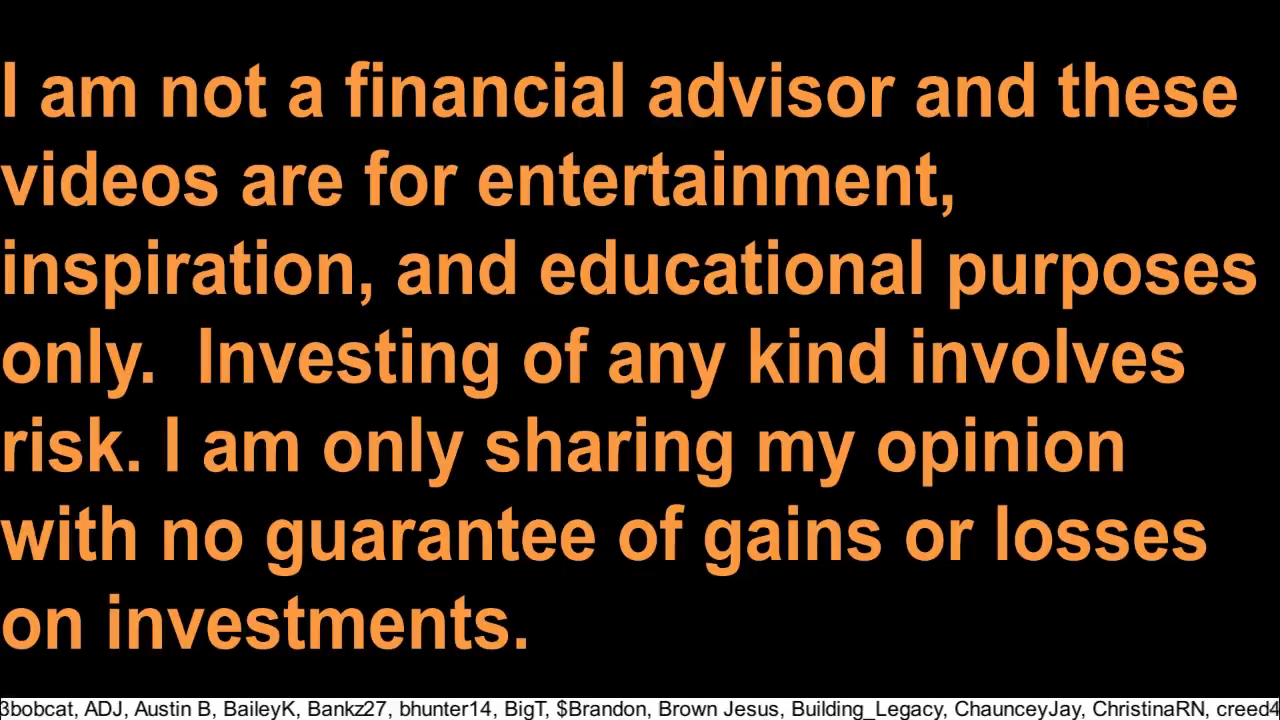 I am not a financial advisor and these
videos are for entertainment,
inspiration, and educational purposes
only.  Investing of any kind involves
risk. I am only sharing my opinion
with no guarantee of gains or losses
on investments.
3bobcat, ADJ, Austin B, BaileyK, Bankz27, bhunter14, BigT, $Brandon, Brown Jesus, Building_Legacy, ChaunceyJay, ChristinaRN, creed4